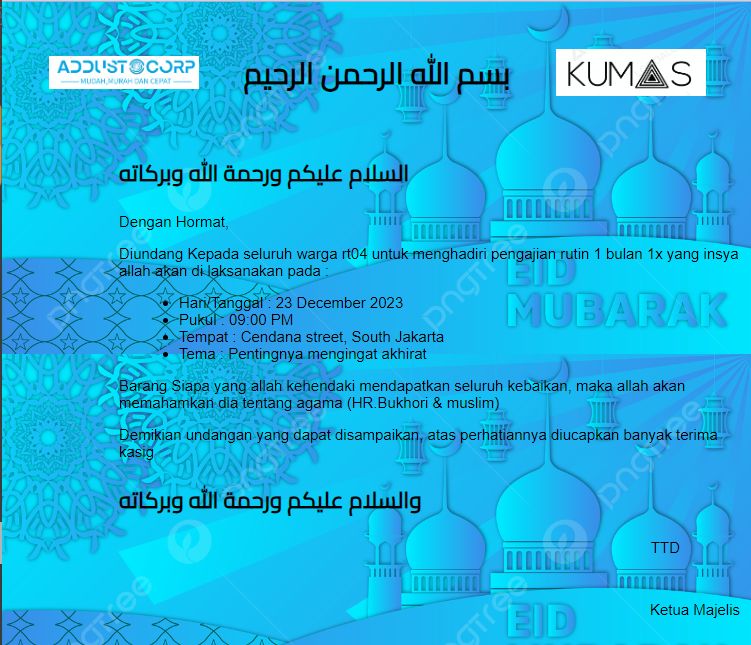 ADDUST CORP
MUDAH,MURAH DAN CEPAT
بسم الله الرحمن الرحيم
KUMAS
السلام عليكم ورحمة الله وبركاته
Dengan Hormat,
Diundang Kepada seluruh warga rt04 untuk menghadiri pengajian rutin 1 bulan 1x yang insya
allah akan di laksanakan pada :
Hari/Tanggal : 23 December 2023
Pukul : 09:00 PM
Tempat : Cendana street, South Jakarta
Tema : Pentingnya mengingat akhirat
EID
MUBARAK
Barang Siapa yang allah kehendaki mendapatkan seluruh kebaikan, maka allah akan
memahamkan dia tentang agama (HR.Bukhori & muslim)
Demikian undangan yang dapat disampaikan, atas perhatiannya diucapkan banyak terima
kasig
والسلام عليكم ورحمة الله وبركاته
TTD
Ketua Majelis
EID
pngtree
pngtree
pngtree
pngtree